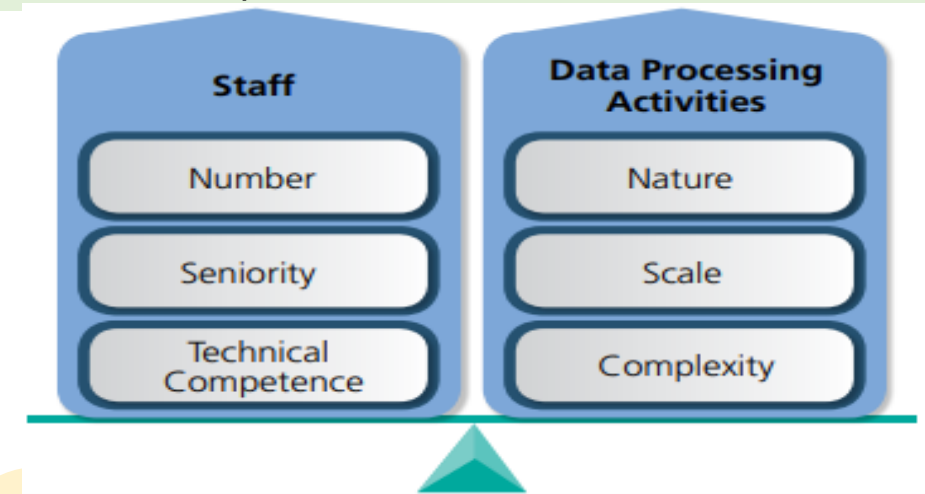 Staff
Number
Seniority
Technical
Competence
Data Processing
Activities
Nature
Scale
Complexity